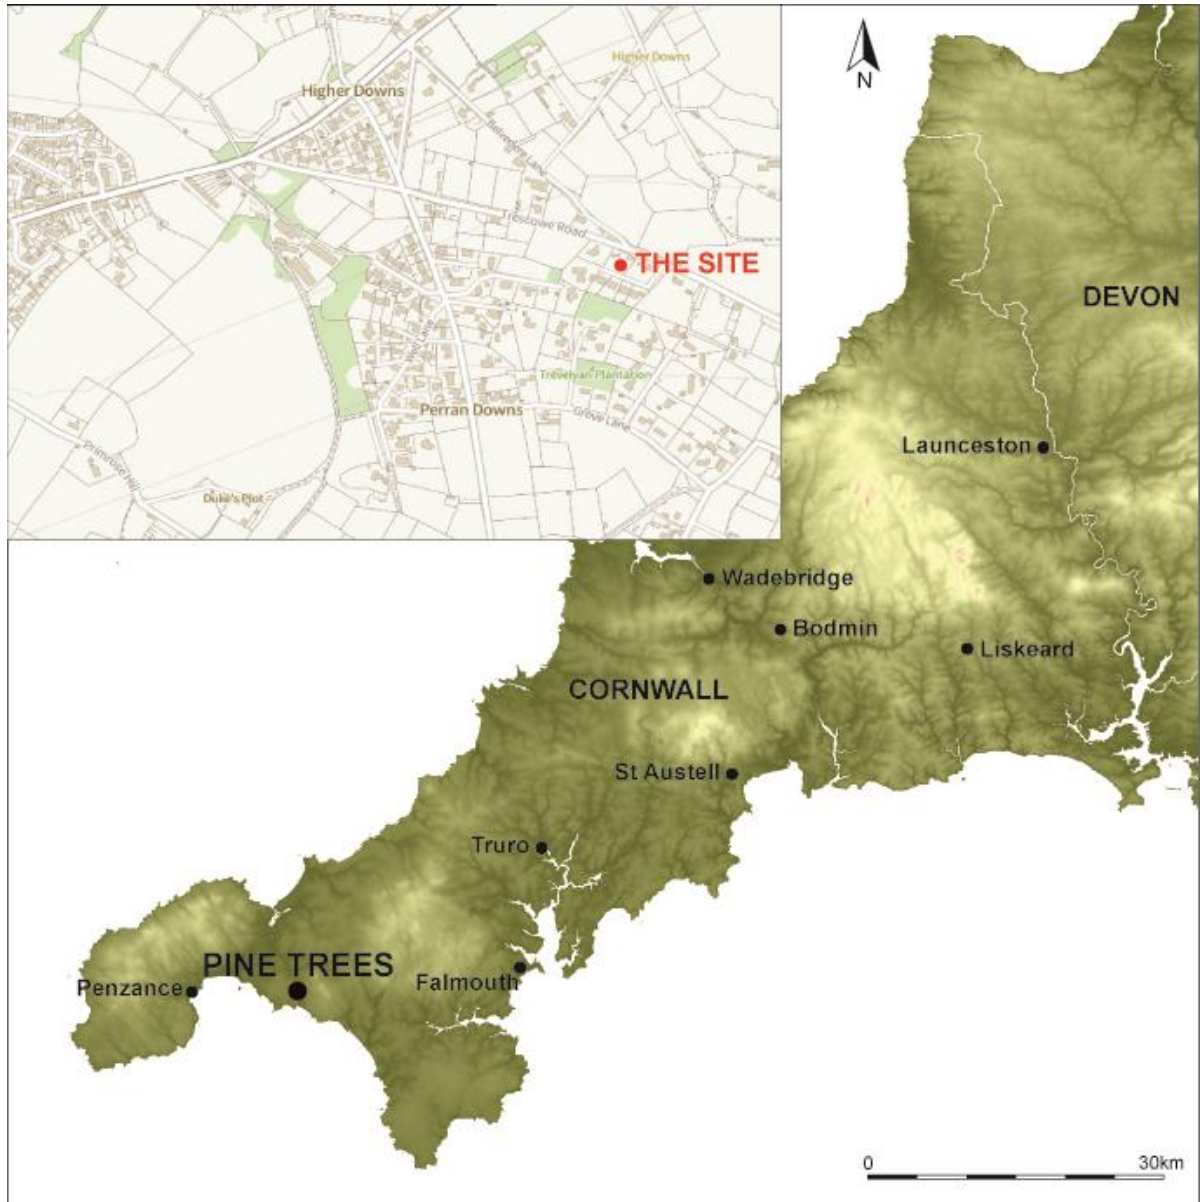 Higher Downs
Higher Downs
N
Trescowe Road
THE SITE
DEVON
Trevelyan Plantation
Perran Downs
Grove Lane
Primrose Hill
Duke's Plot
Launceston
Wadebridge
Bodmin
Liskeard
CORNWALL
St Austell
Truro
PINE TREES
Penzance
Falmouth
0 30km